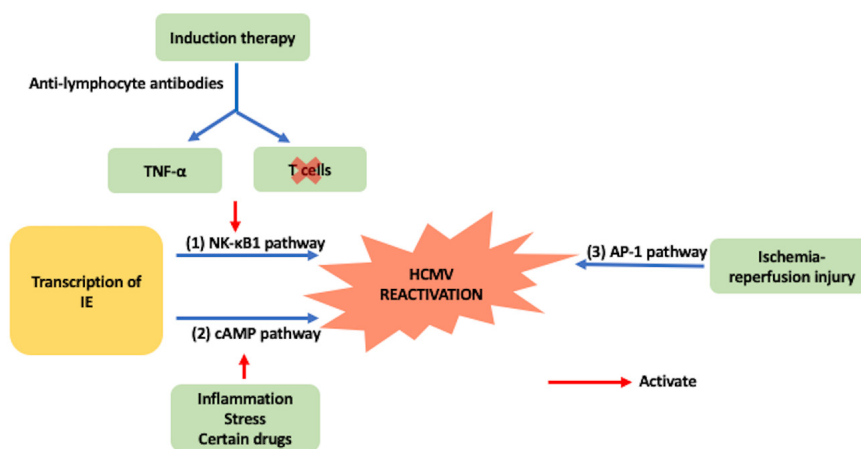 Induction therapy
Anti-lymphocyte antibodies
TNF-α
T cells
(1) NK-κB1 pathway
(3) AP-1 pathway
Ischemia-
reperfusion injury
Transcription of
IE
HCMV
REACTIVATION
(2) cAMP pathway
Activate
Inflammation
Stress
Certain drugs